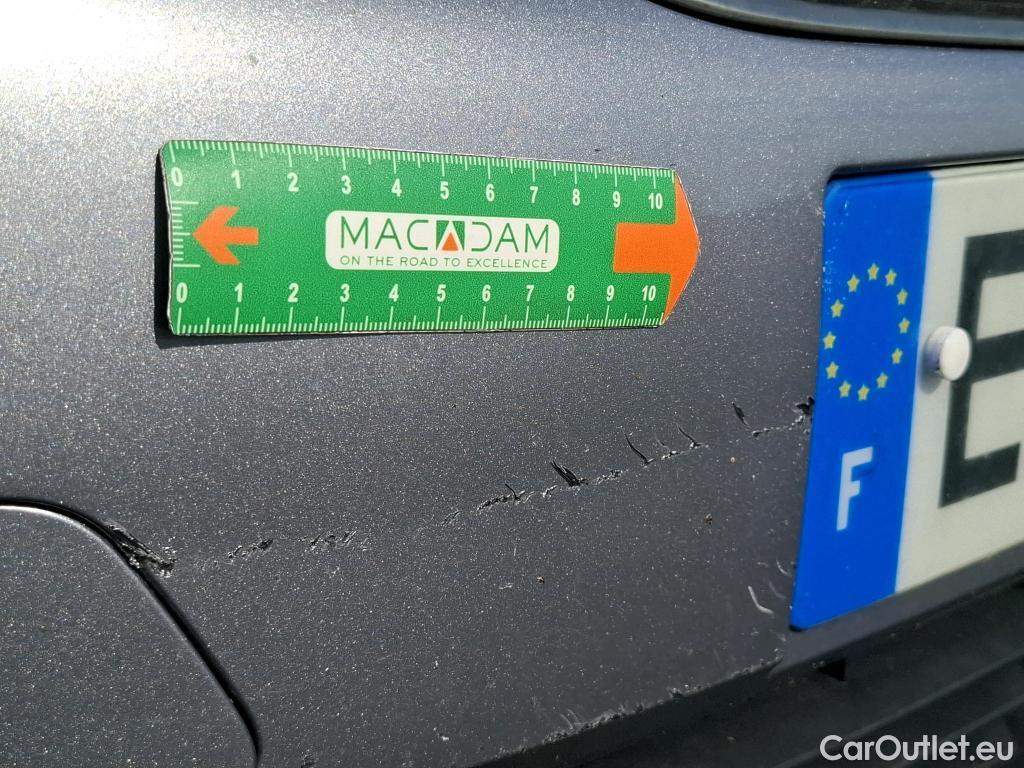 0 1 2 3 4 5 6 7 8 9 10
MACADAM
ON THE ROAD TO EXCELLENCE
0 1 2 3 4 5 6 7 8 9 10
E
F
CarOutlet.eu